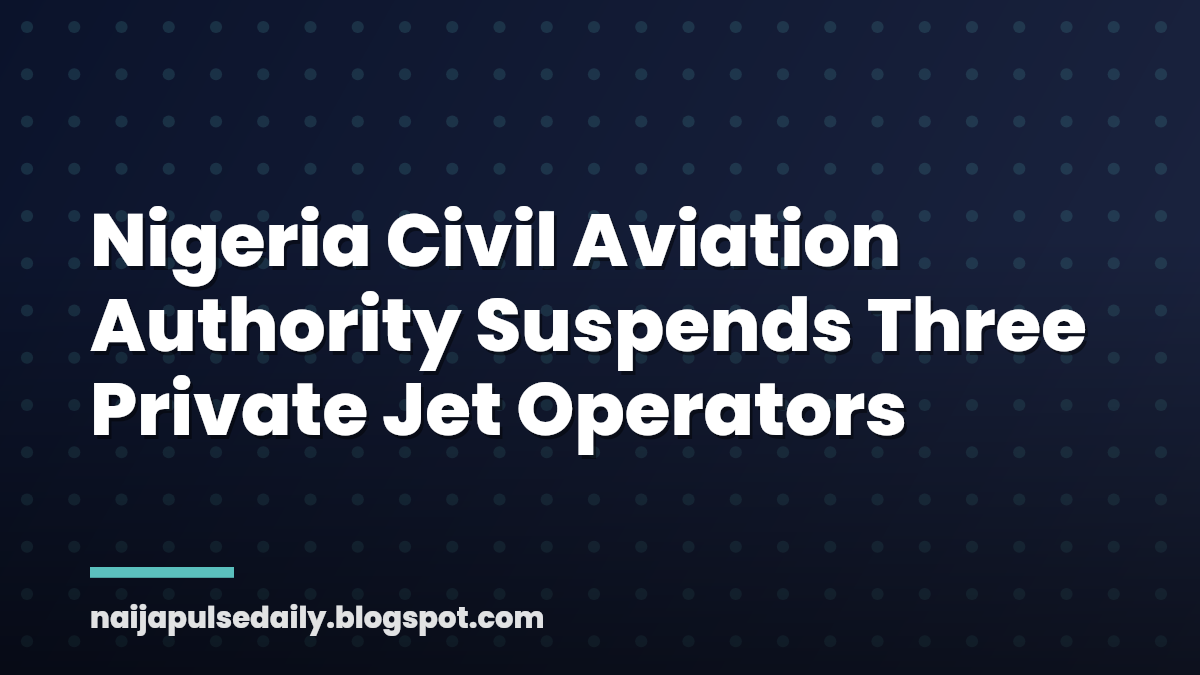 Nigeria Civil Aviation
Authority Suspends Three
Private Jet Operators
naijapulsedaily.blogspot.com